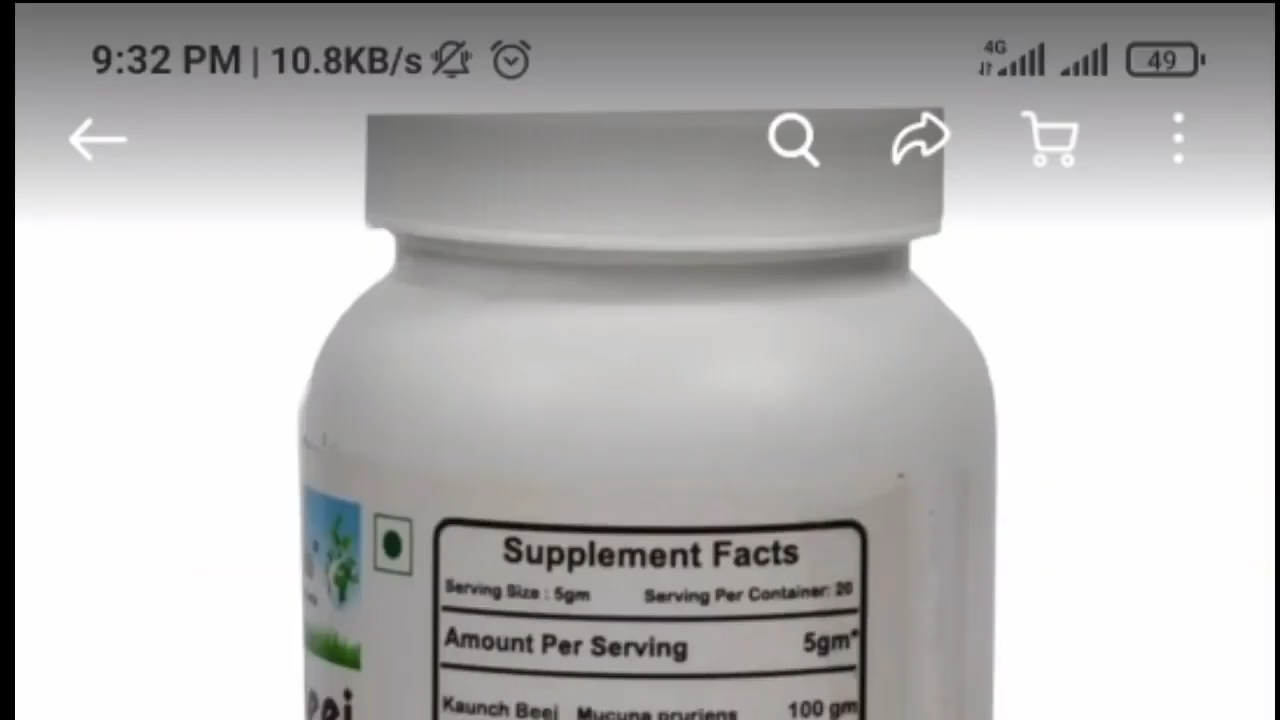 9:32 PM | 10.8KB/s
4G
49
Supplement Facts
Serving Size : 5gm Serving Per Container: 20
Amount Per Serving 5gm*
Kaunch Beej Mucuna pruriens 100 gm